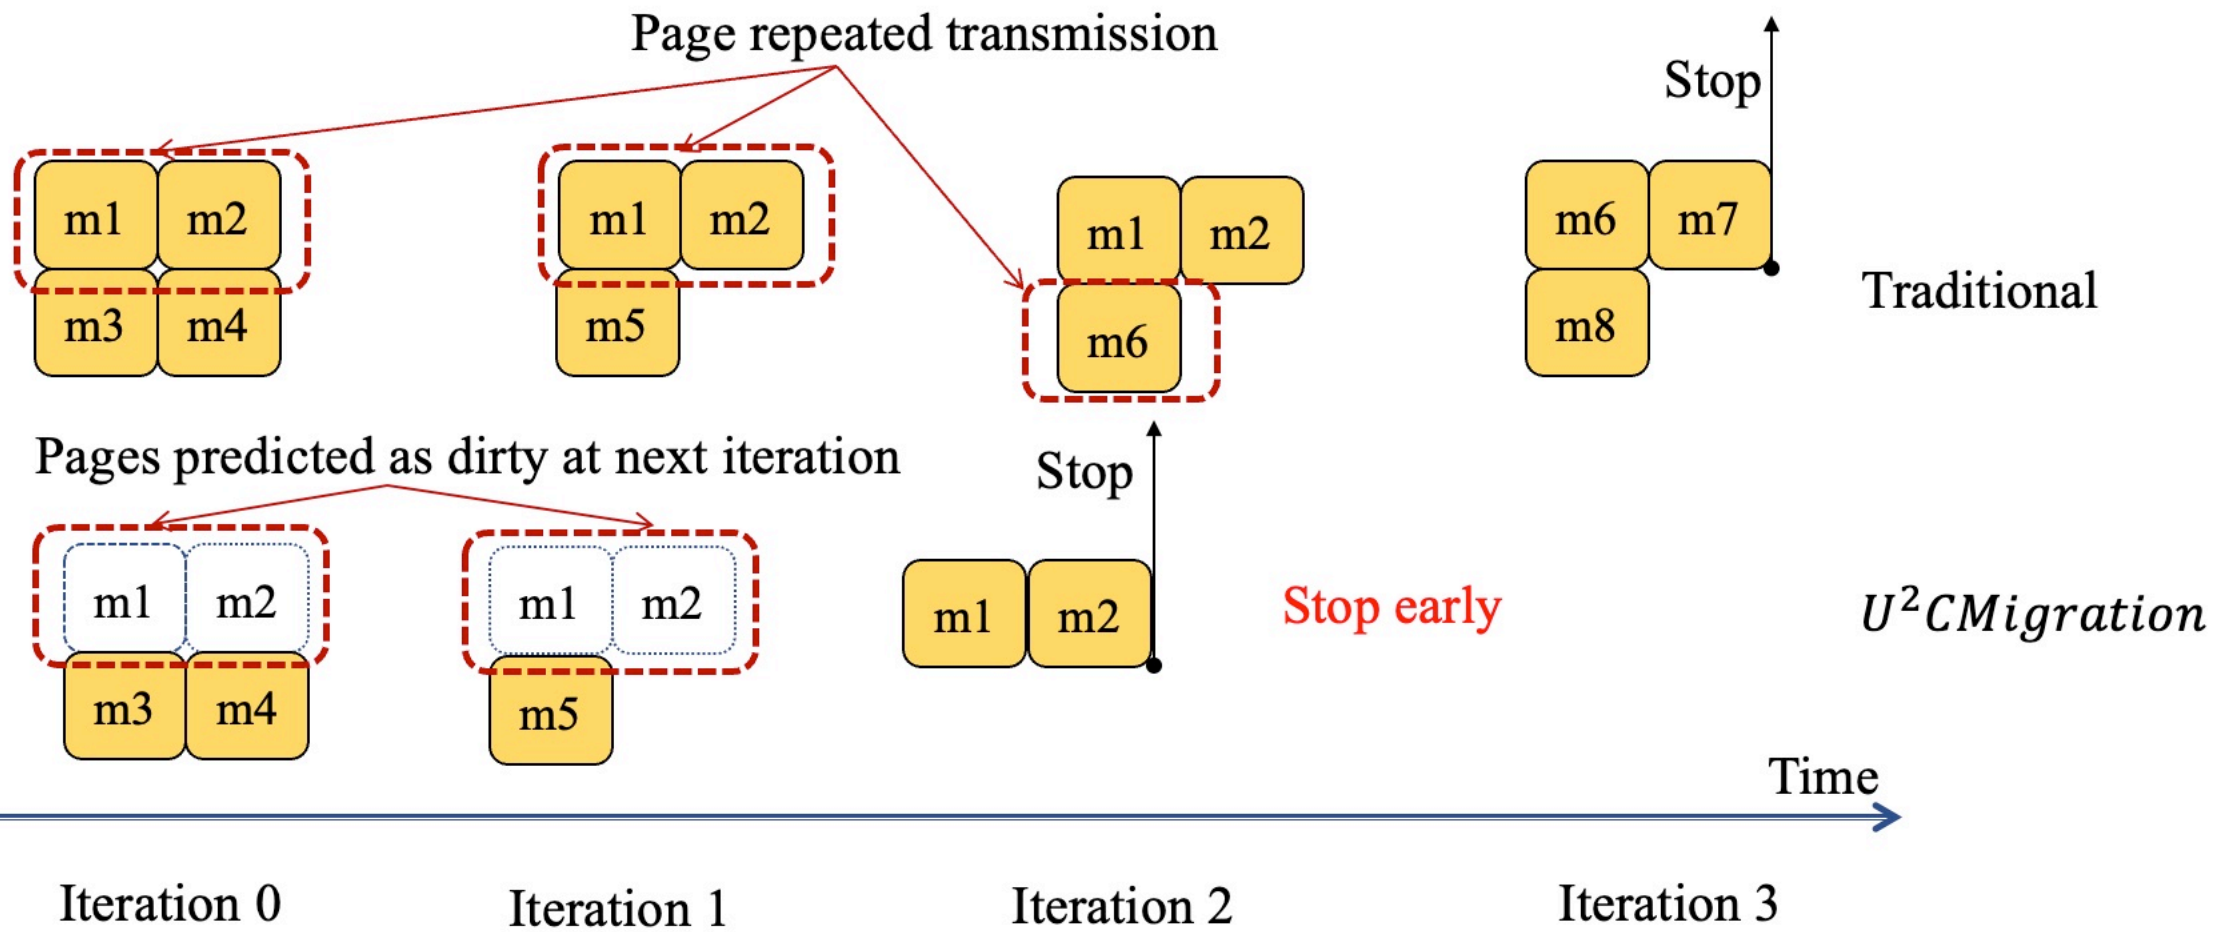 Page repeated transmission
Stop
m1 m2
m3 m4
m1 m2
m5
m1 m2
m6
m6 m7
m8
Traditional
Pages predicted as dirty at next iteration
Stop
m1 m2
m3 m4
m1 m2
m5
m1 m2
Stop early
U²CMigration
Time
Iteration 0
Iteration 1
Iteration 2
Iteration 3